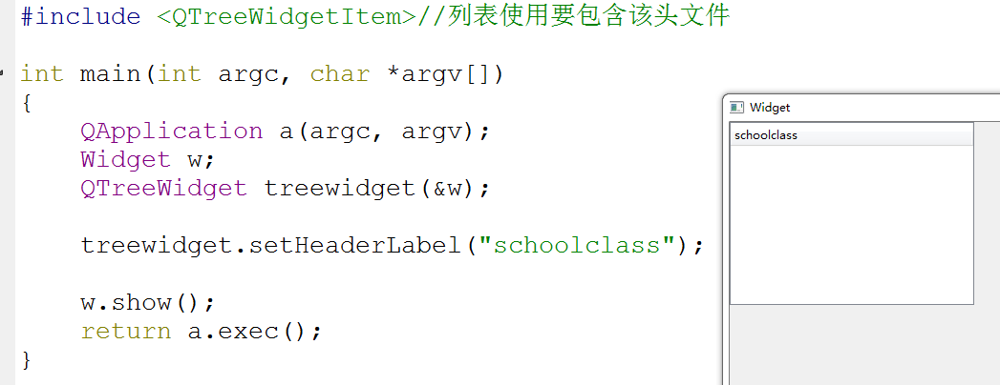 #include <QTreeWidgetItem>//列表使用要包含该头文件
int main(int argc, char *argv[])
{
    QApplication a(argc, argv);
    Widget w;
    QTreeWidget treewidget(&w);
    treewidget.setHeaderLabel("schoolclass");
    w.show();
    return a.exec();
}
Widget
schoolclass